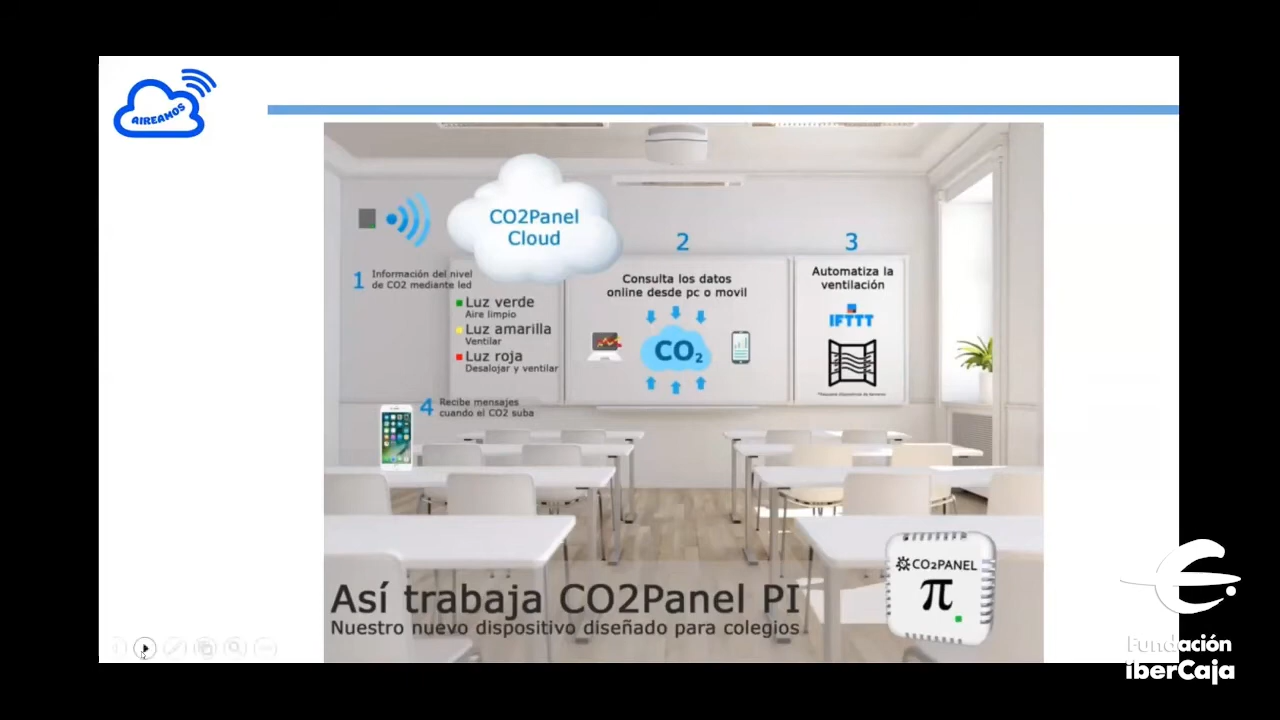 AIREAMOS
CO2Panel
Cloud
1
Información del nivel
de CO2 mediante led
Luz verde
Aire limpio
Luz amarilla
Ventilar
Luz roja
Desalojar y ventilar
2
Consulta los datos
online desde pc o movil
CO₂
3
Automatiza la
ventilación
IFTTT
4
Recibe mensajes
cuando el CO2 suba
CO₂PANEL
π
Así trabaja CO2Panel PI
Nuestro nuevo dispositivo diseñado para colegios
Fundación
iberCaja